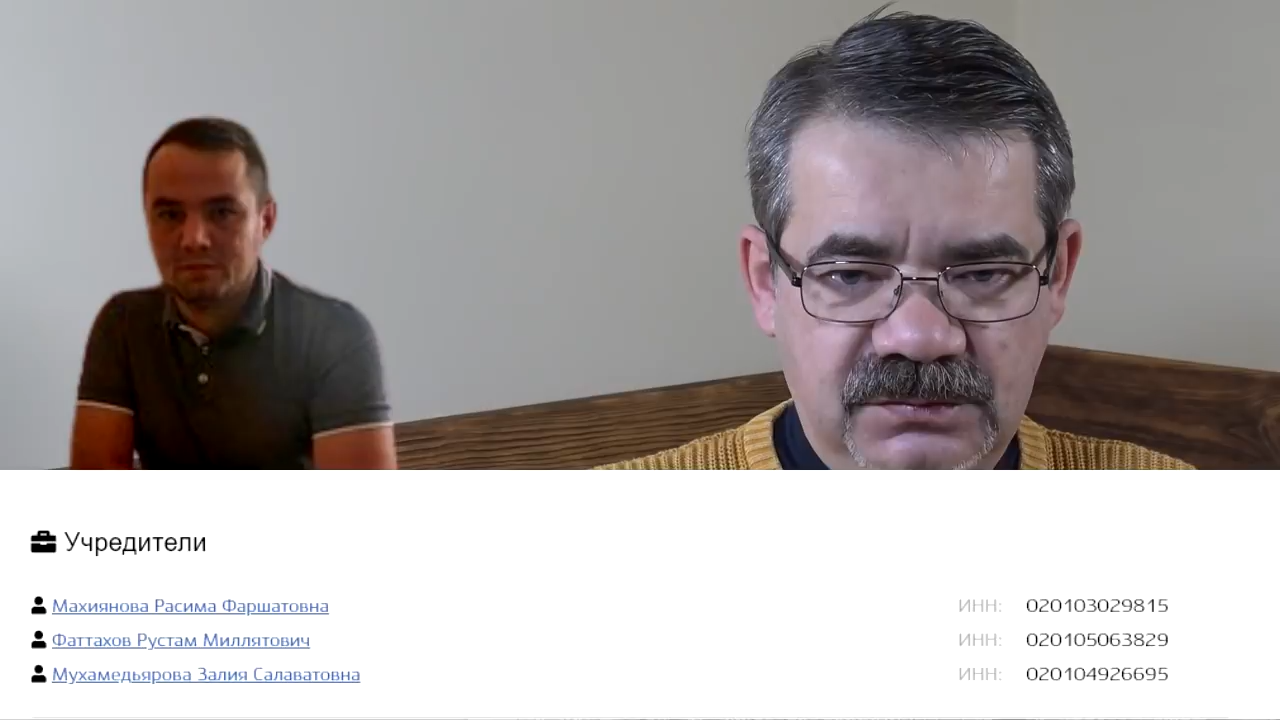 Учредители
Махиянова Расима Фаршатовна ИНН: 020103029815
Фаттахов Рустам Миллятович ИНН: 020105063829
Мухамедьярова Залия Салаватовна ИНН: 020104926695